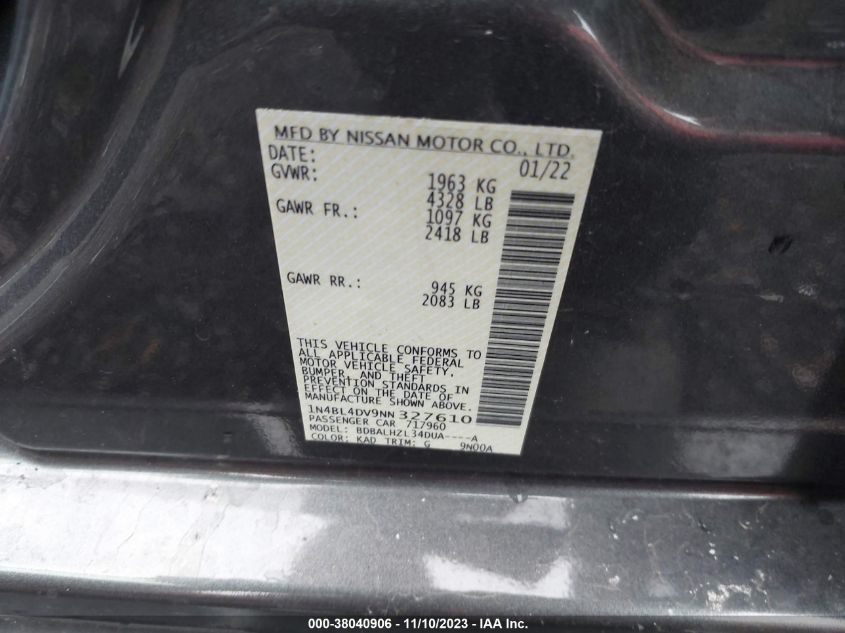 MFD BY NISSAN MOTOR CO., LTD.
DATE: 01/22
GVWR: 1963 KG
4328 LB
GAWR FR.: 1097 KG
2418 LB
GAWR RR.: 945 KG
2083 LB
THIS VEHICLE CONFORMS TO
ALL APPLICABLE FEDERAL
MOTOR VEHICLE SAFETY,
BUMPER, AND THEFT
PREVENTION STANDARDS IN
EFFECT ON THE DATE OF
MANUFACTURE SHOWN ABOVE.
1N4BL4DV9NN327610
PASSENGER CAR 717960
MODEL: BDBALHZL34DUA----A
COLOR: KAD TRIM: G 9N00A
000-38040906 - 11/10/2023 - IAA Inc.